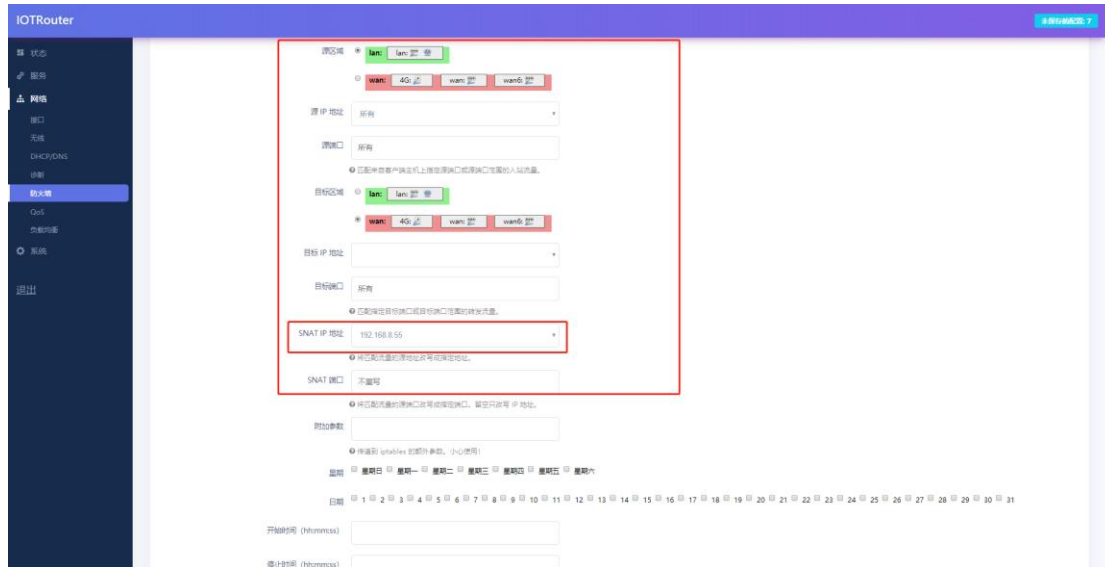 IOTRouter
未保存的配置: 7
状态
服务
网络
接口
无线
DHCP/DNS
诊断
防火墙
QoS
负载均衡
系统
退出
源区域
lan: lan:
wan: 4G: wan: wan6:
源 IP 地址 所有
源端口 所有
匹配来自客户端主机上指定源端口或源端口范围的入站流量。
目标区域
lan: lan:
wan: 4G: wan: wan6:
目标 IP 地址
目标端口 所有
匹配指定目标端口或目标端口范围的转发流量。
SNAT IP 地址 192.168.8.55
将匹配流量的源地址改写成指定地址。
SNAT 端口 不重写
将匹配流量的源端口改写成指定端口。留空只改写 IP 地址。
附加参数
传递到 iptables 的额外参数。小心使用！
星期 星期日 星期一 星期二 星期三 星期四 星期五 星期六
日期 1 2 3 4 5 6 7 8 9 10 11 12 13 14 15 16 17 18 19 20 21 22 23 24 25 26 27 28 29 30 31
开始时间（hh:mm:ss）
停止时间（hh:mm:ss）